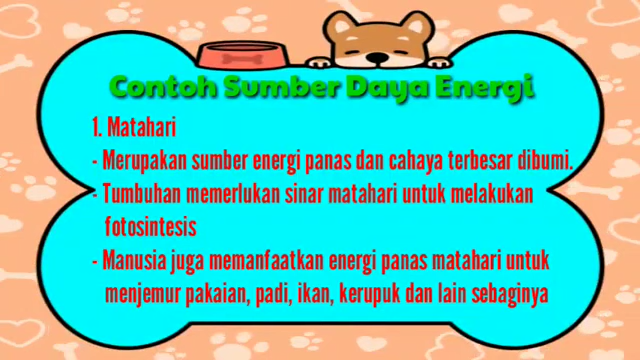 Contoh Sumber Daya Energi
1. Matahari
- Merupakan sumber energi panas dan cahaya terbesar dibumi.
- Tumbuhan memerlukan sinar matahari untuk melakukan
fotosintesis
- Manusia juga memanfaatkan energi panas matahari untuk
menjemur pakaian, padi, ikan, kerupuk dan lain sebaginya